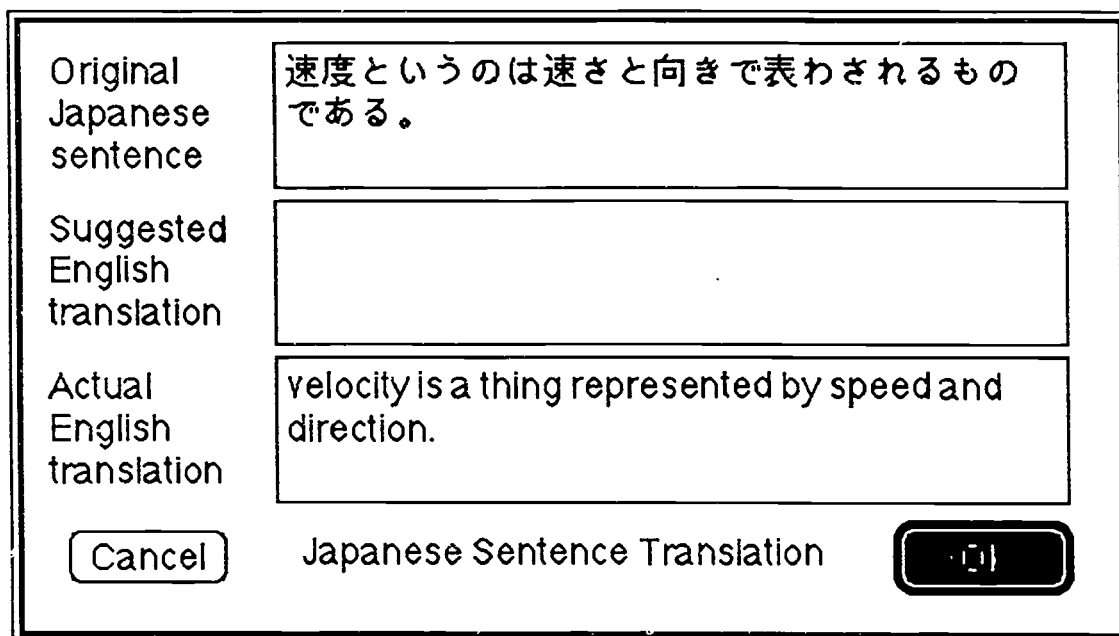 Original
Japanese
sentence
速度というのは速さと向きで表わされるもの
である。
Suggested
English
translation
Actual
English
translation
velocity is a thing represented by speed and
direction.
Cancel
Japanese Sentence Translation